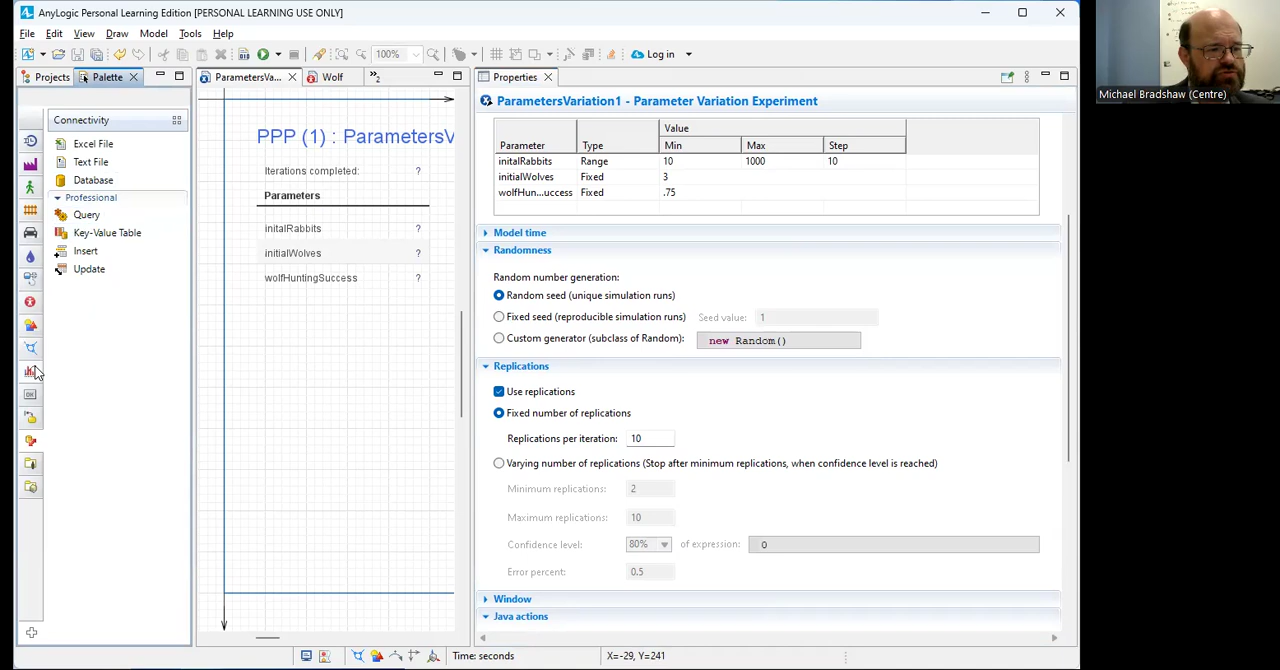 AnyLogic Personal Learning Edition [PERSONAL LEARNING USE ONLY]
File Edit View Draw Model Tools Help
100% Log in
Projects Palette ParametersVa... Wolf »2 Properties
Connectivity
Excel File
Text File
Database
Professional
Query
Key-Value Table
Insert
Update
PPP (1) : ParametersV
Iterations completed: ?
Parameters
initalRabbits ?
initialWolves ?
wolfHuntingSuccess ?
ParametersVariation1 - Parameter Variation Experiment
Value
Parameter Type Min Max Step
initalRabbits Range 10 1000 10
initialWolves Fixed 3
wolfHun...uccess Fixed .75
Model time
Randomness
Random number generation:
Random seed (unique simulation runs)
Fixed seed (reproducible simulation runs) Seed value: 1
Custom generator (subclass of Random): new Random()
Replications
Use replications
Fixed number of replications
Replications per iteration: 10
Varying number of replications (Stop after minimum replications, when confidence level is reached)
Minimum replications: 2
Maximum replications: 10
Confidence level: 80% of expression: 0
Error percent: 0.5
Window
Java actions
Time: seconds X=-29, Y=241
Michael Bradshaw (Centre)